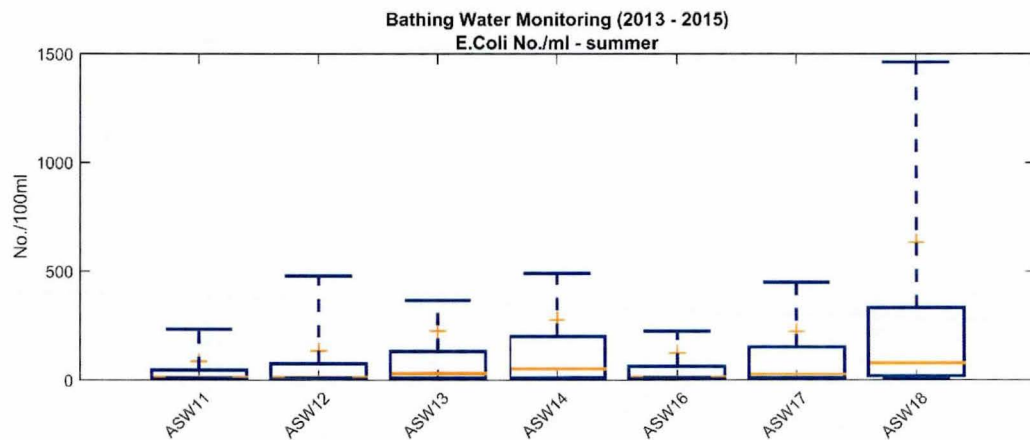 Bathing Water Monitoring (2013 - 2015)
E.Coli No./ml - summer
1500
1000
500
0
No./100ml
ASW11
ASW12
ASW13
ASW14
ASW16
ASW17
ASW18